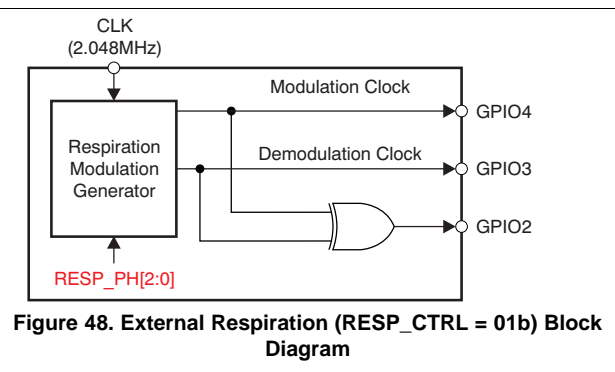 CLK
(2.048MHz)
Modulation Clock
GPIO4
Respiration
Modulation
Generator
Demodulation Clock
GPIO3
GPIO2
RESP_PH[2:0]
Figure 48. External Respiration (RESP_CTRL = 01b) Block
Diagram